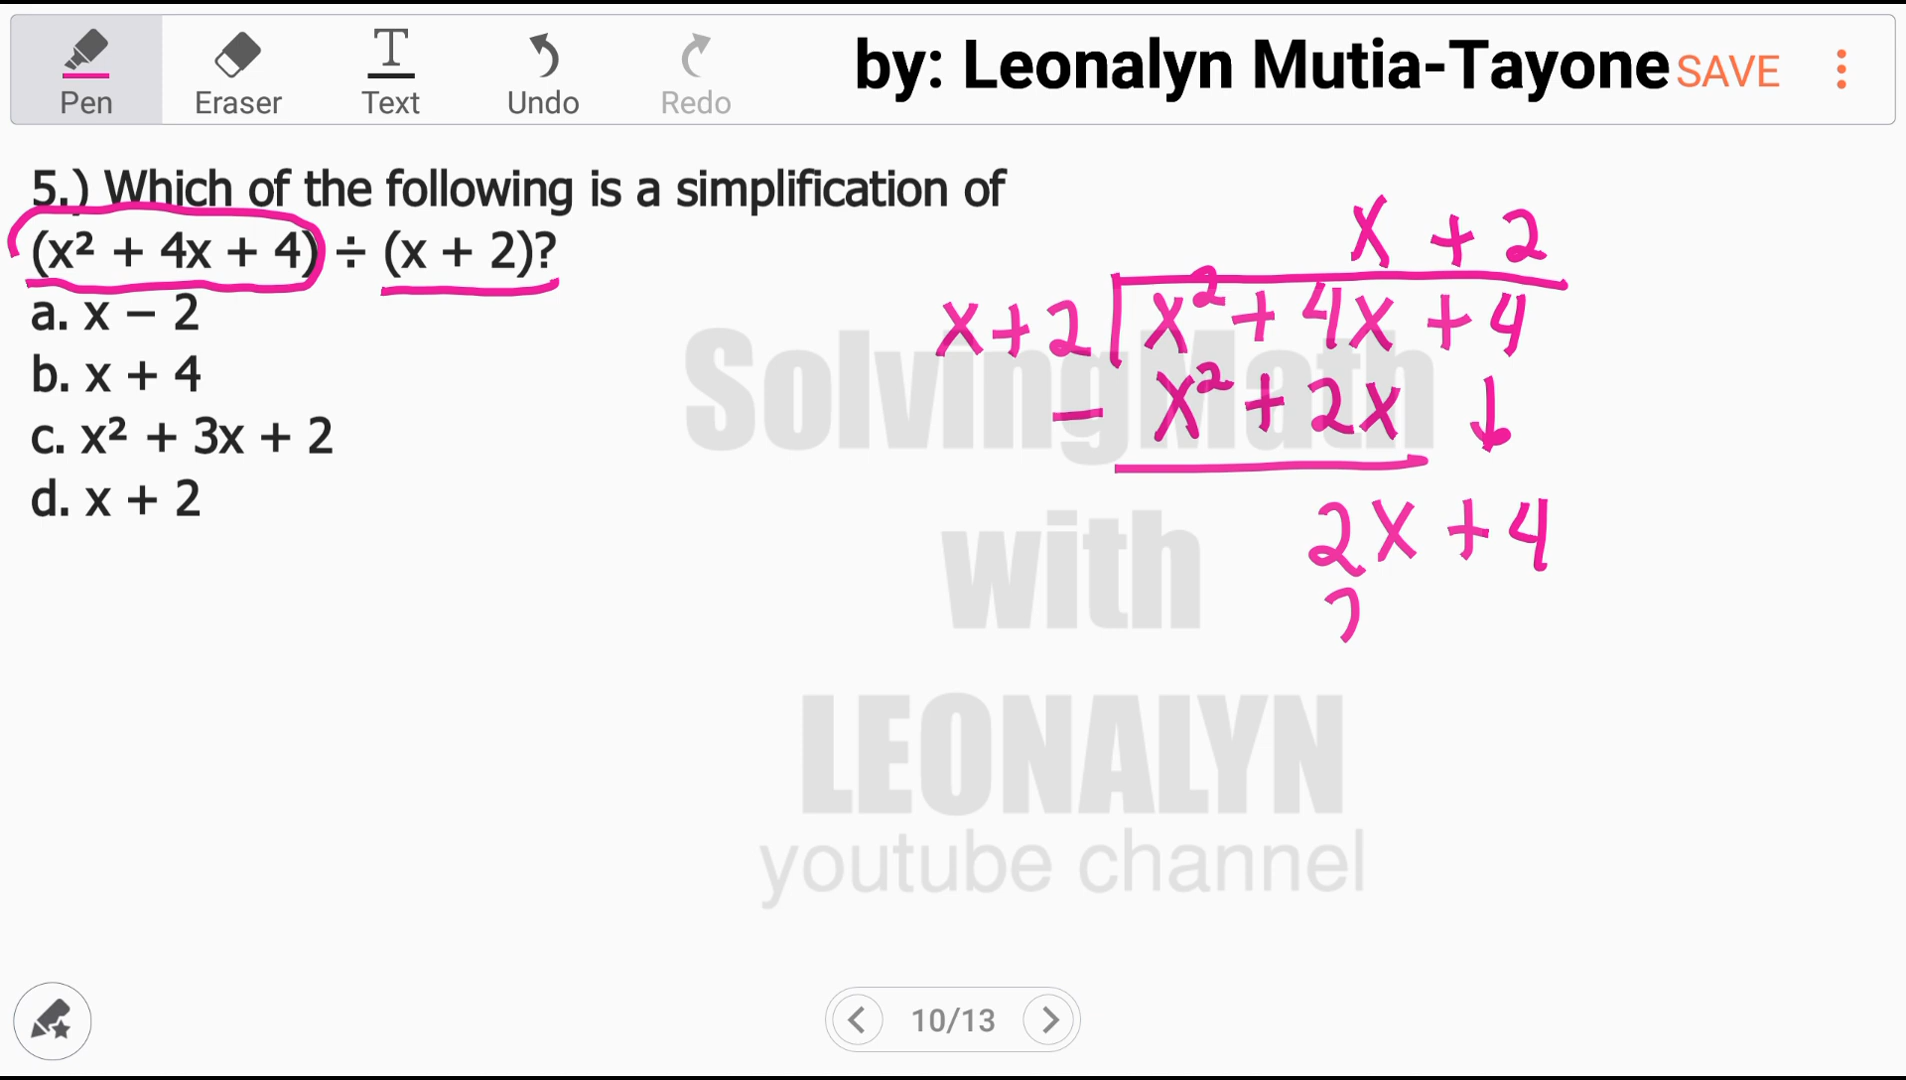 Pen Eraser Text Undo Redo by: Leonalyn Mutia-Tayone SAVE
5.) Which of the following is a simplification of
(x² + 4x + 4) ÷ (x + 2)?
a. x – 2
b. x + 4
c. x² + 3x + 2
d. x + 2
x + 2
x+2 x² + 4x + 4
– x² + 2x ↓
2x + 4
SolvingMath
with
LEONALYN
youtube channel
10/13